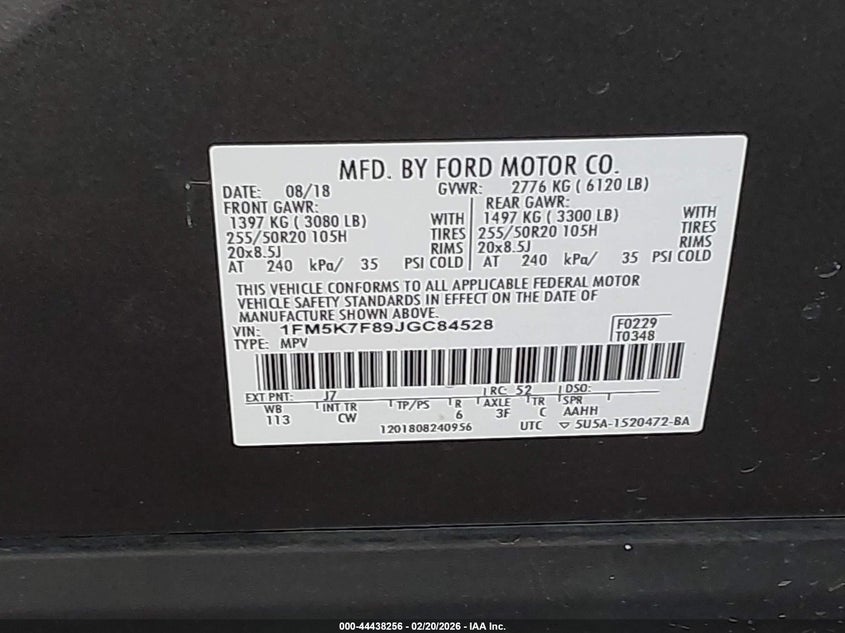 MFD. BY FORD MOTOR CO.
DATE: 08/18 GVWR: 2776 KG ( 6120 LB)
FRONT GAWR: REAR GAWR:
1397 KG ( 3080 LB) WITH 1497 KG ( 3300 LB) WITH
255/50R20 105H TIRES 255/50R20 105H TIRES
20x8.5J RIMS 20x8.5J RIMS
AT 240 kPa/ 35 PSI COLD AT 240 kPa/ 35 PSI COLD
THIS VEHICLE CONFORMS TO ALL APPLICABLE FEDERAL MOTOR
VEHICLE SAFETY STANDARDS IN EFFECT ON THE DATE OF
MANUFACTURE SHOWN ABOVE.
VIN: 1FM5K7F89JGC84528 F0229
TYPE: MPV T0348
EXT PNT: J7 RC: 52 DSO:
WB INT TR TP/PS R AXLE TR SPR
113 CW 6 3F C AAHH
1201808240956 UTC ▽ 5U5A-1520472-BA
000-44438256 - 02/20/2026 - IAA Inc.